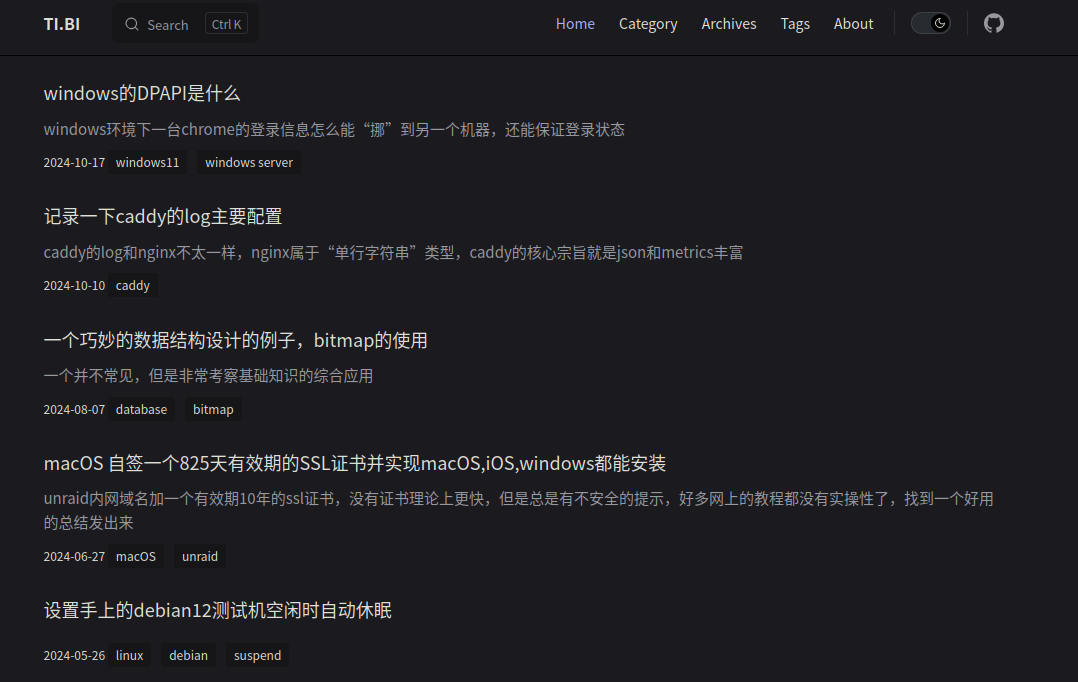 TI.BI Search Ctrl K Home Category Archives Tags About
windows的DPAPI是什么
windows环境下一台chrome的登录信息怎么能“挪”到另一个机器，还能保证登录状态
2024-10-17 windows11 windows server
记录一下caddy的log主要配置
caddy的log和nginx不太一样，nginx属于“单行字符串”类型，caddy的核心宗旨就是json和metrics丰富
2024-10-10 caddy
一个巧妙的数据结构设计的例子，bitmap的使用
一个并不常见，但是非常考察基础知识的综合应用
2024-08-07 database bitmap
macOS 自签一个825天有效期的SSL证书并实现macOS,iOS,windows都能安装
unraid内网域名加一个有效期10年的ssl证书，没有证书理论上更快，但是总是有不安全的提示，好多网上的教程都没有实操性了，找到一个好用
的总结发出来
2024-06-27 macOS unraid
设置手上的debian12测试机空闲时自动休眠
2024-05-26 linux debian suspend